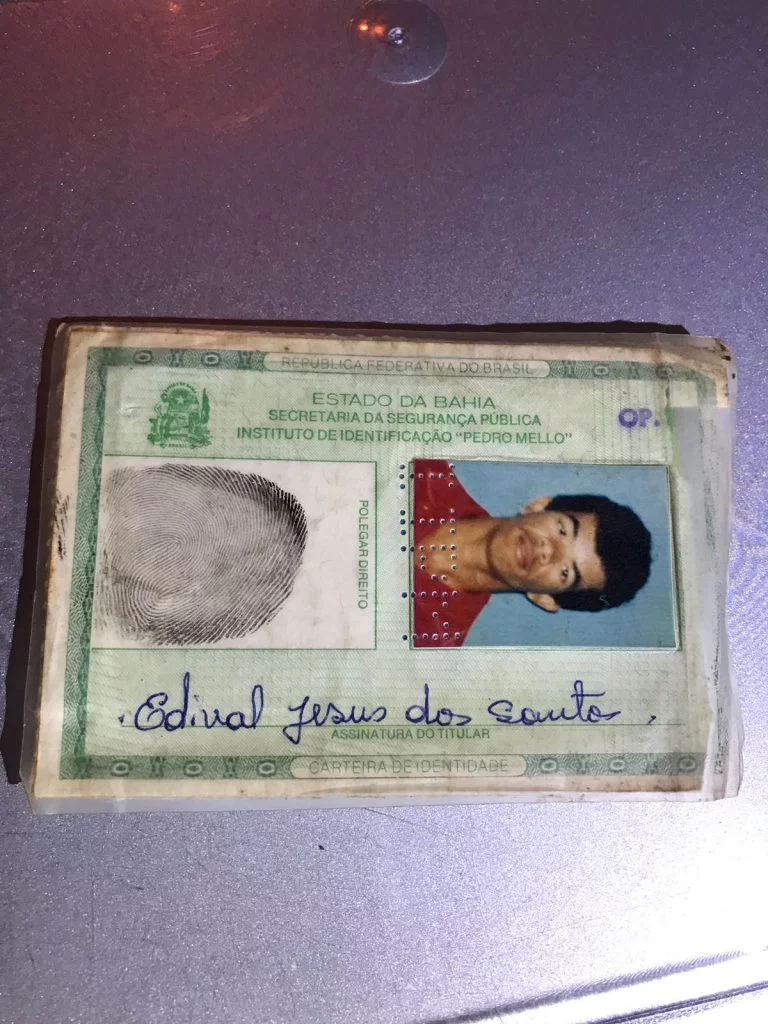 REPÚBLICA FEDERATIVA DO BRASIL
ESTADO DA BAHIA
SECRETARIA DA SEGURANÇA PÚBLICA
INSTITUTO DE IDENTIFICAÇÃO "PEDRO MELLO"
OP.
POLEGAR DIREITO
Edival Jesus dos Santos
ASSINATURA DO TITULAR
CARTEIRA DE IDENTIDADE